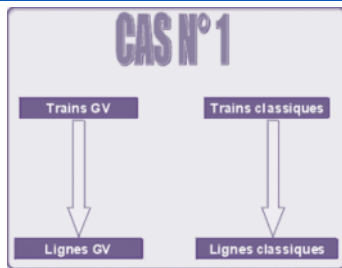 CAS N° 1
Trains GV
Trains classiques
Lignes GV
Lignes classiques